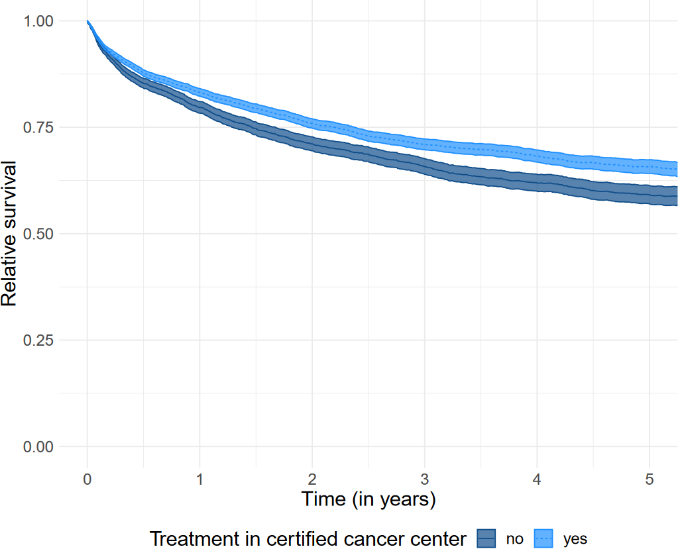 1.00
0.75
0.50
0.25
0.00
Relative survival
0 1 2 3 4 5
Time (in years)
Treatment in certified cancer center no yes